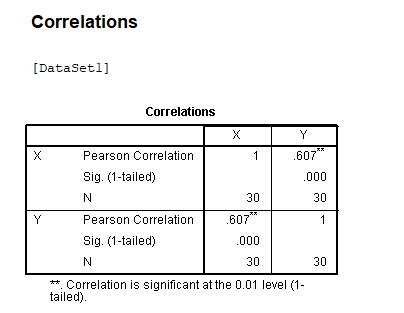 Correlations
[DataSet1]
Correlations
X Y
X Pearson Correlation 1 .607**
Sig. (1-tailed) .000
N 30 30
Y Pearson Correlation .607** 1
Sig. (1-tailed) .000
N 30 30
**. Correlation is significant at the 0.01 level (1-
tailed).